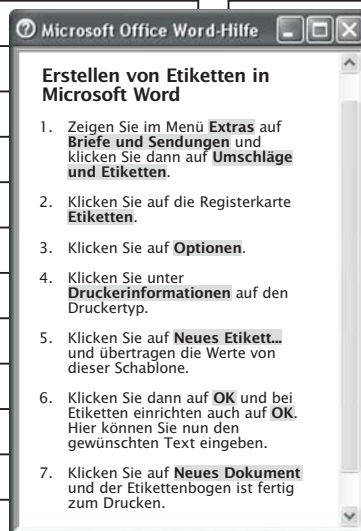 Microsoft Office Word-Hilfe
Erstellen von Etiketten in
Microsoft Word
1. Zeigen Sie im Menü Extras auf
Briefe und Sendungen und
klicken Sie dann auf Umschläge
und Etiketten.
2. Klicken Sie auf die Registerkarte
Etiketten.
3. Klicken Sie auf Optionen.
4. Klicken Sie unter
Druckerinformationen auf den
Druckertyp.
5. Klicken Sie auf Neues Etikett...
und übertragen die Werte von
dieser Schablone.
6. Klicken Sie dann auf OK und bei
Etiketten einrichten auch auf OK.
Hier können Sie nun den
gewünschten Text eingeben.
7. Klicken Sie auf Neues Dokument
und der Etikettenbogen ist fertig
zum Drucken.